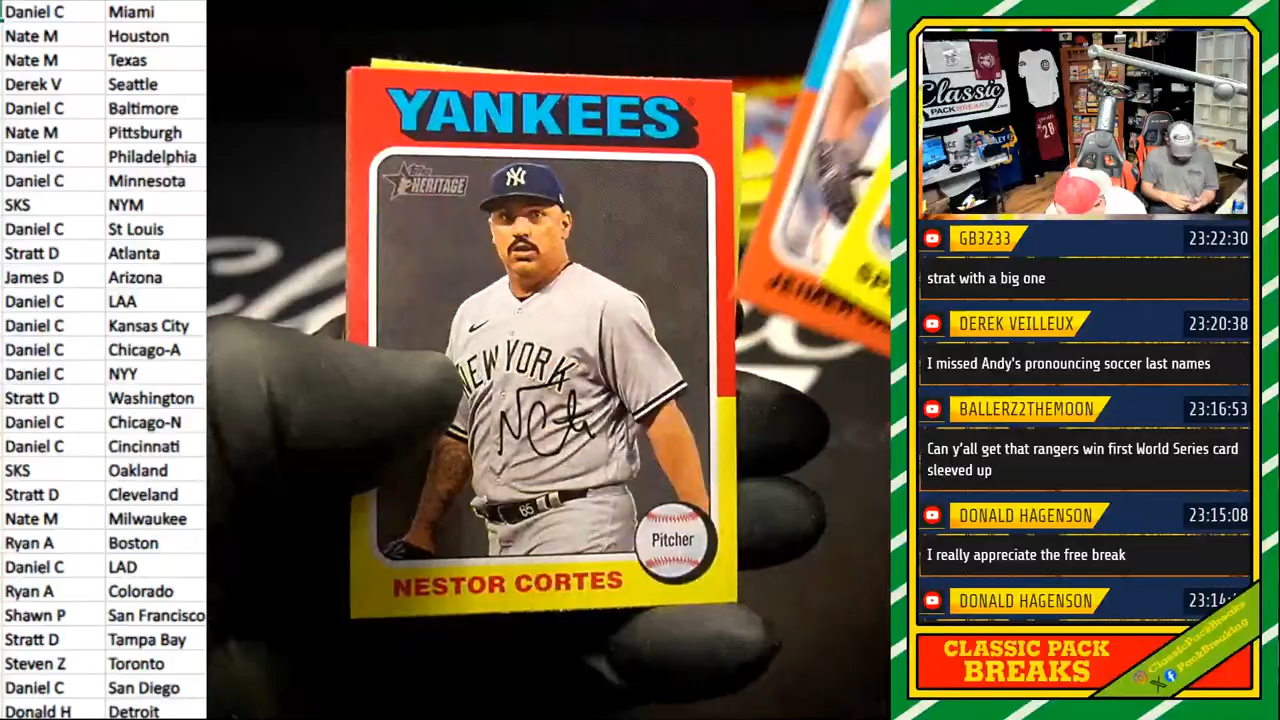 Daniel C Miami
Nate M Houston
Nate M Texas
Derek V Seattle
Daniel C Baltimore
Nate M Pittsburgh
Daniel C Philadelphia
Daniel C Minnesota
SKS NYM
Daniel C St Louis
Stratt D Atlanta
James D Arizona
Daniel C LAA
Daniel C Kansas City
Daniel C Chicago-A
Daniel C NYY
Stratt D Washington
Daniel C Chicago-N
Daniel C Cincinnati
SKS Oakland
Stratt D Cleveland
Nate M Milwaukee
Ryan A Boston
Daniel C LAD
Ryan A Colorado
Shawn P San Francisco
Stratt D Tampa Bay
Steven Z Toronto
Daniel C San Diego
Donald H Detroit
YANKEES
Topps
HERITAGE
NY
NEW YORK
65
Pitcher
NESTOR CORTES
Classic
PACK BREAKS
GB3233 23:22:30
strat with a big one
DEREK VEILLEUX 23:20:38
I missed Andy's pronouncing soccer last names
BALLERZ2THEMOON 23:16:53
Can y'all get that rangers win first World Series card
sleeved up
DONALD HAGENSON 23:15:08
I really appreciate the free break
DONALD HAGENSON
CLASSIC PACK
BREAKS
ClassicPackBreaks
PackBreaking